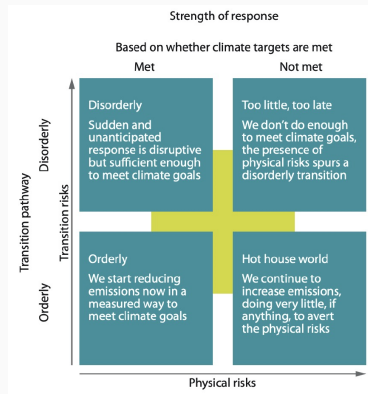 Strength of response
Based on whether climate targets are met
Met
Not met
Transition pathway
Disorderly
Orderly
Transition risks
Disorderly
Sudden and
unanticipated
response is disruptive
but sufficient enough
to meet climate goals
Too little, too late
We don't do enough
to meet climate goals,
the presence of
physical risks spurs a
disorderly transition
Orderly
We start reducing
emissions now in a
measured way to
meet climate goals
Hot house world
We continue to
increase emissions,
doing very little, if
anything, to avert
the physical risks
Physical risks